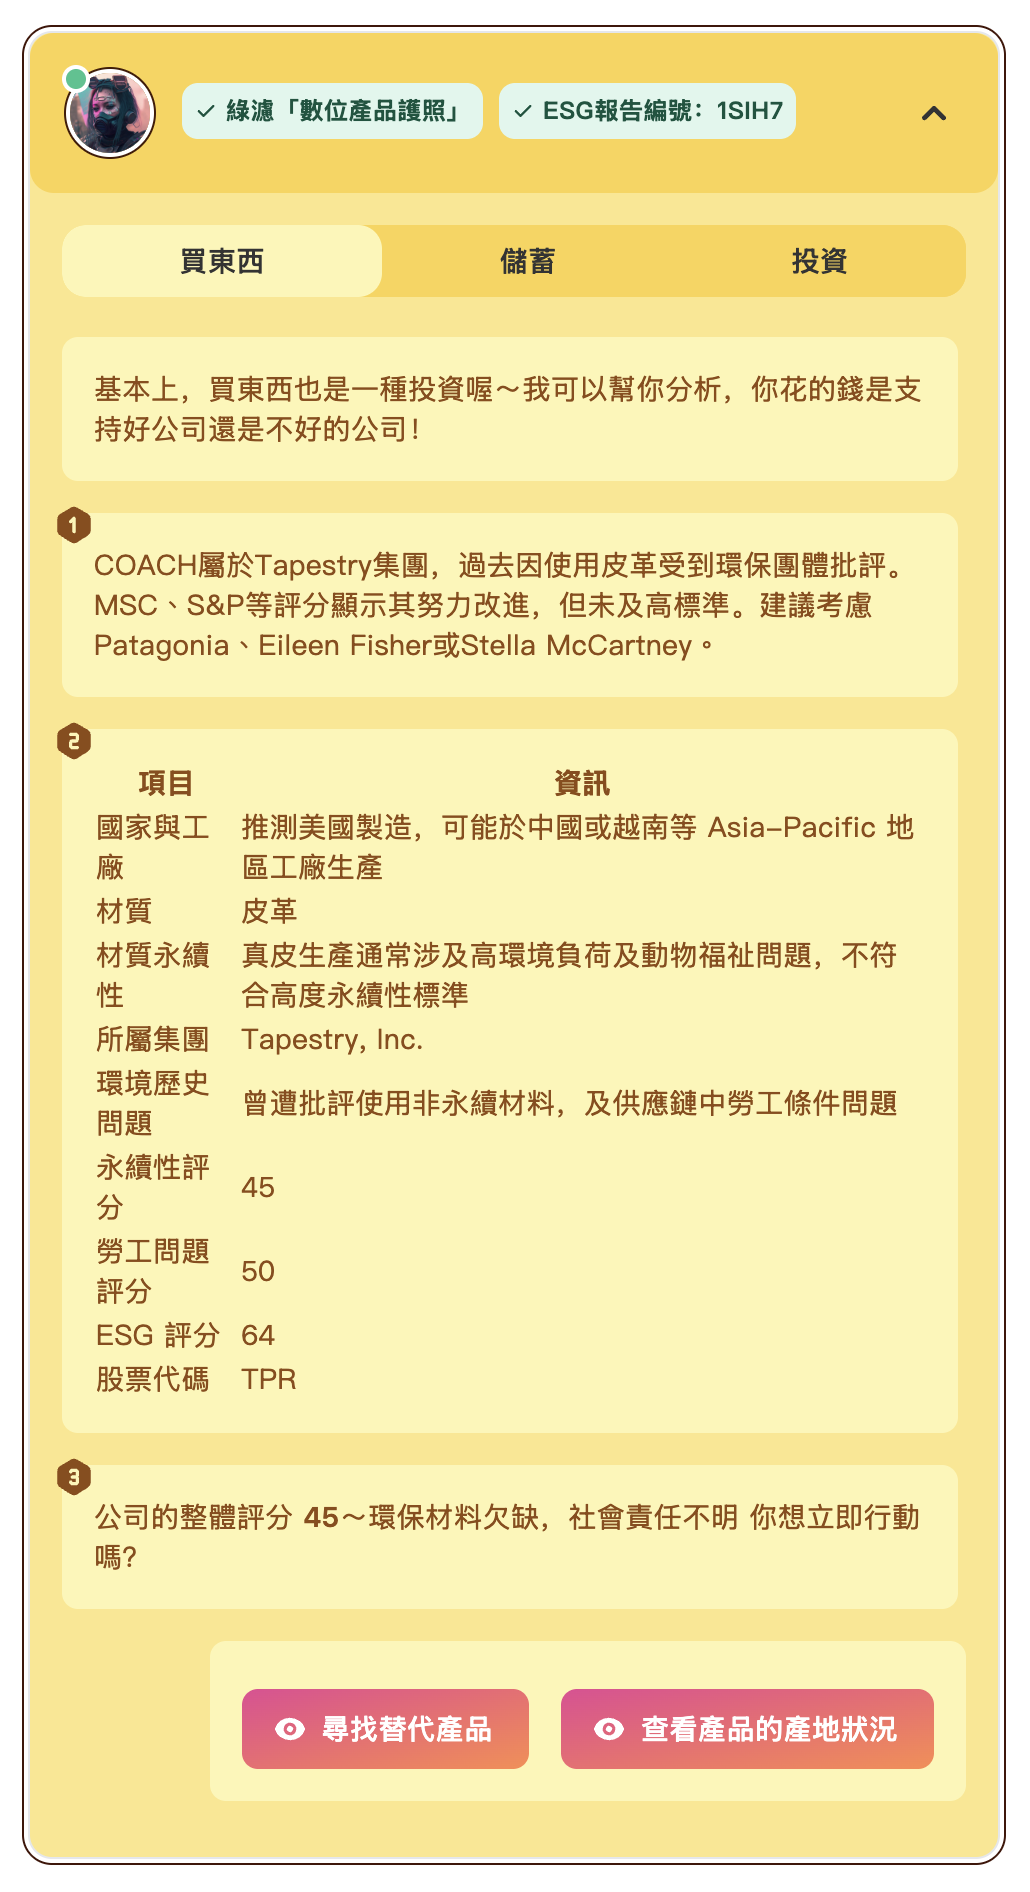 綠濾「數位產品護照」
ESG報告編號：1SIH7
買東西
儲蓄
投資
基本上，買東西也是一種投資喔～我可以幫你分析，你花的錢是支
持好公司還是不好的公司！
1
COACH屬於Tapestry集團，過去因使用皮革受到環保團體批評。
MSC、S&P等評分顯示其努力改進，但未及高標準。建議考慮
Patagonia、Eileen Fisher或Stella McCartney。
2
項目 資訊
國家與工 推測美國製造，可能於中國或越南等 Asia-Pacific 地
廠 區工廠生產
材質 皮革
材質永續 真皮生產通常涉及高環境負荷及動物福祉問題，不符
性 合高度永續性標準
所屬集團 Tapestry, Inc.
環境歷史
問題 曾遭批評使用非永續材料，及供應鏈中勞工條件問題
永續性評
分 45
勞工問題
評分 50
ESG 評分 64
股票代碼 TPR
3
公司的整體評分 45～環保材料欠缺，社會責任不明 你想立即行動
嗎？
尋找替代產品
查看產品的產地狀況